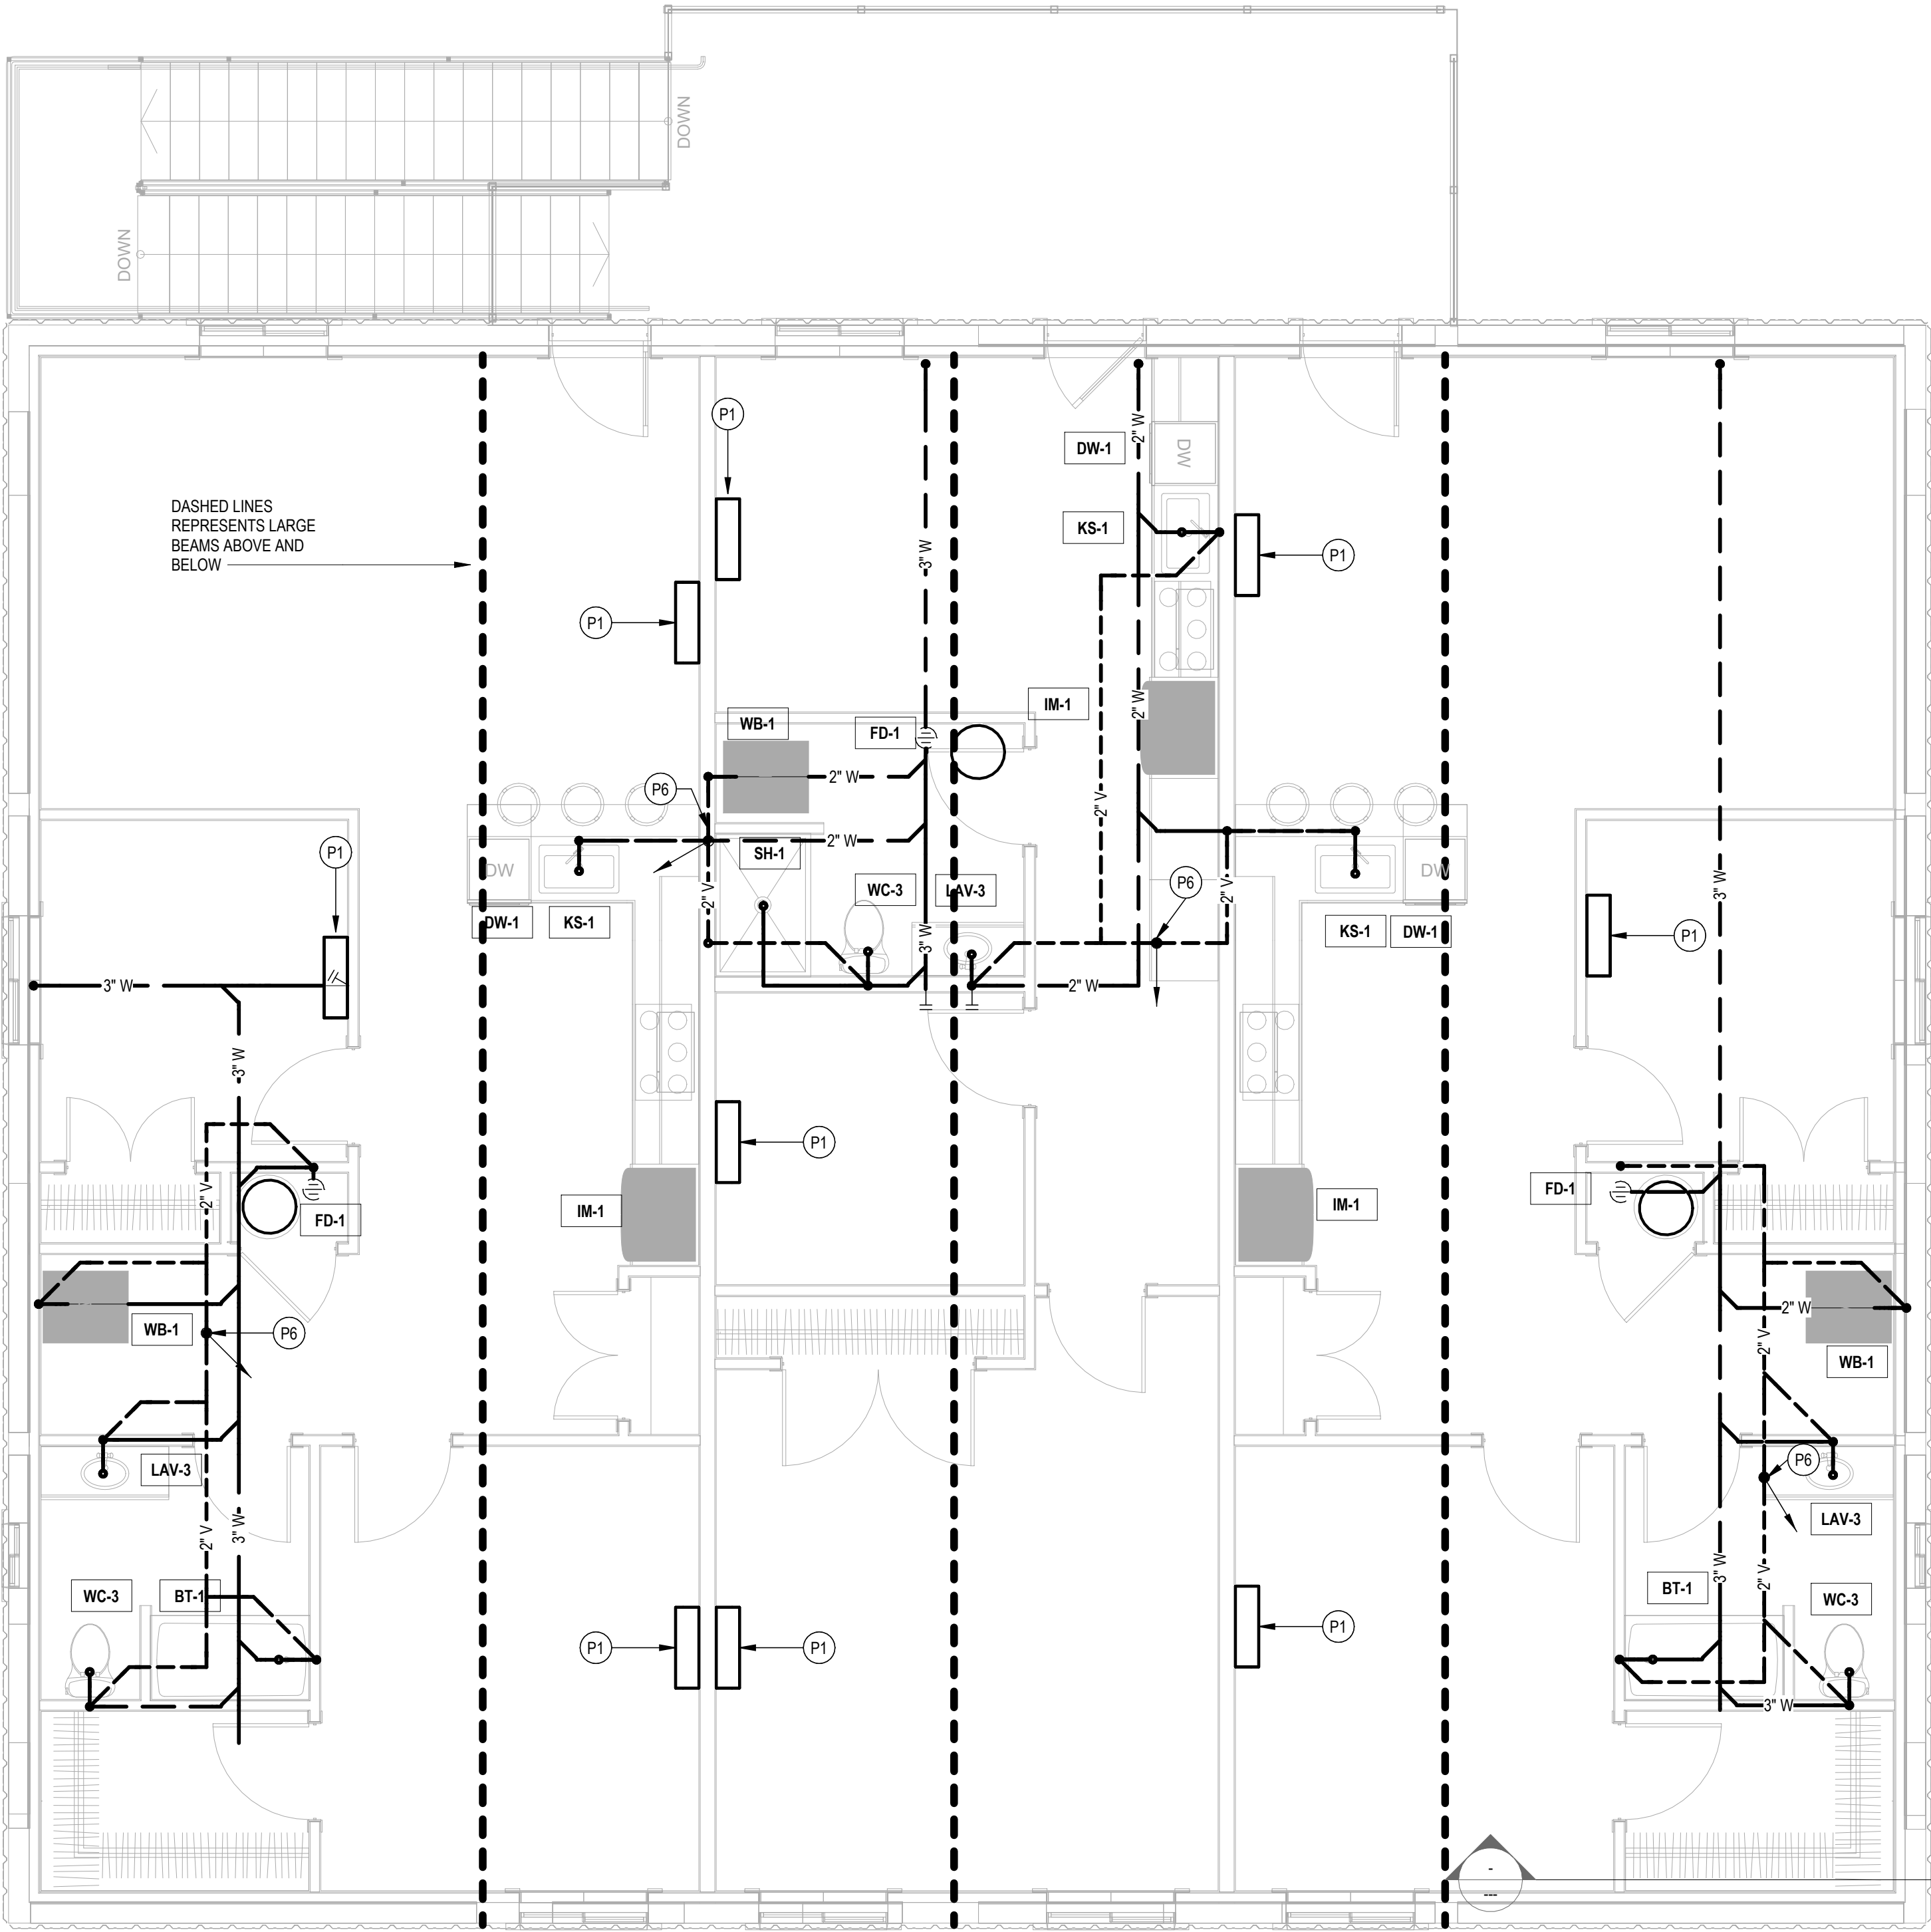 DOWN
DOWN
P1
DW-1
2" W
DW
DASHED LINES
REPRESENTS LARGE
BEAMS ABOVE AND
BELOW
KS-1
3" W
P1
P1
IM-1
2" W
WB-1
FD-1
P6
2" W
2" V
P1
SH-1
2" W
DW
WC-3
LAV-3
P6
2" V
2" V
DW
3" W
DW-1
KS-1
3" W
KS-1
DW-1
P1
3" W
2" W
3" W
P1
2" V
FD-1
IM-1
IM-1
FD-1
WB-1
P6
2" W
2" V
WB-1
LAV-3
P6
2" V
3" W
LAV-3
WC-3
BT-1
3" W
2" V
BT-1
WC-3
P1
P1
P1
3" W
-
---